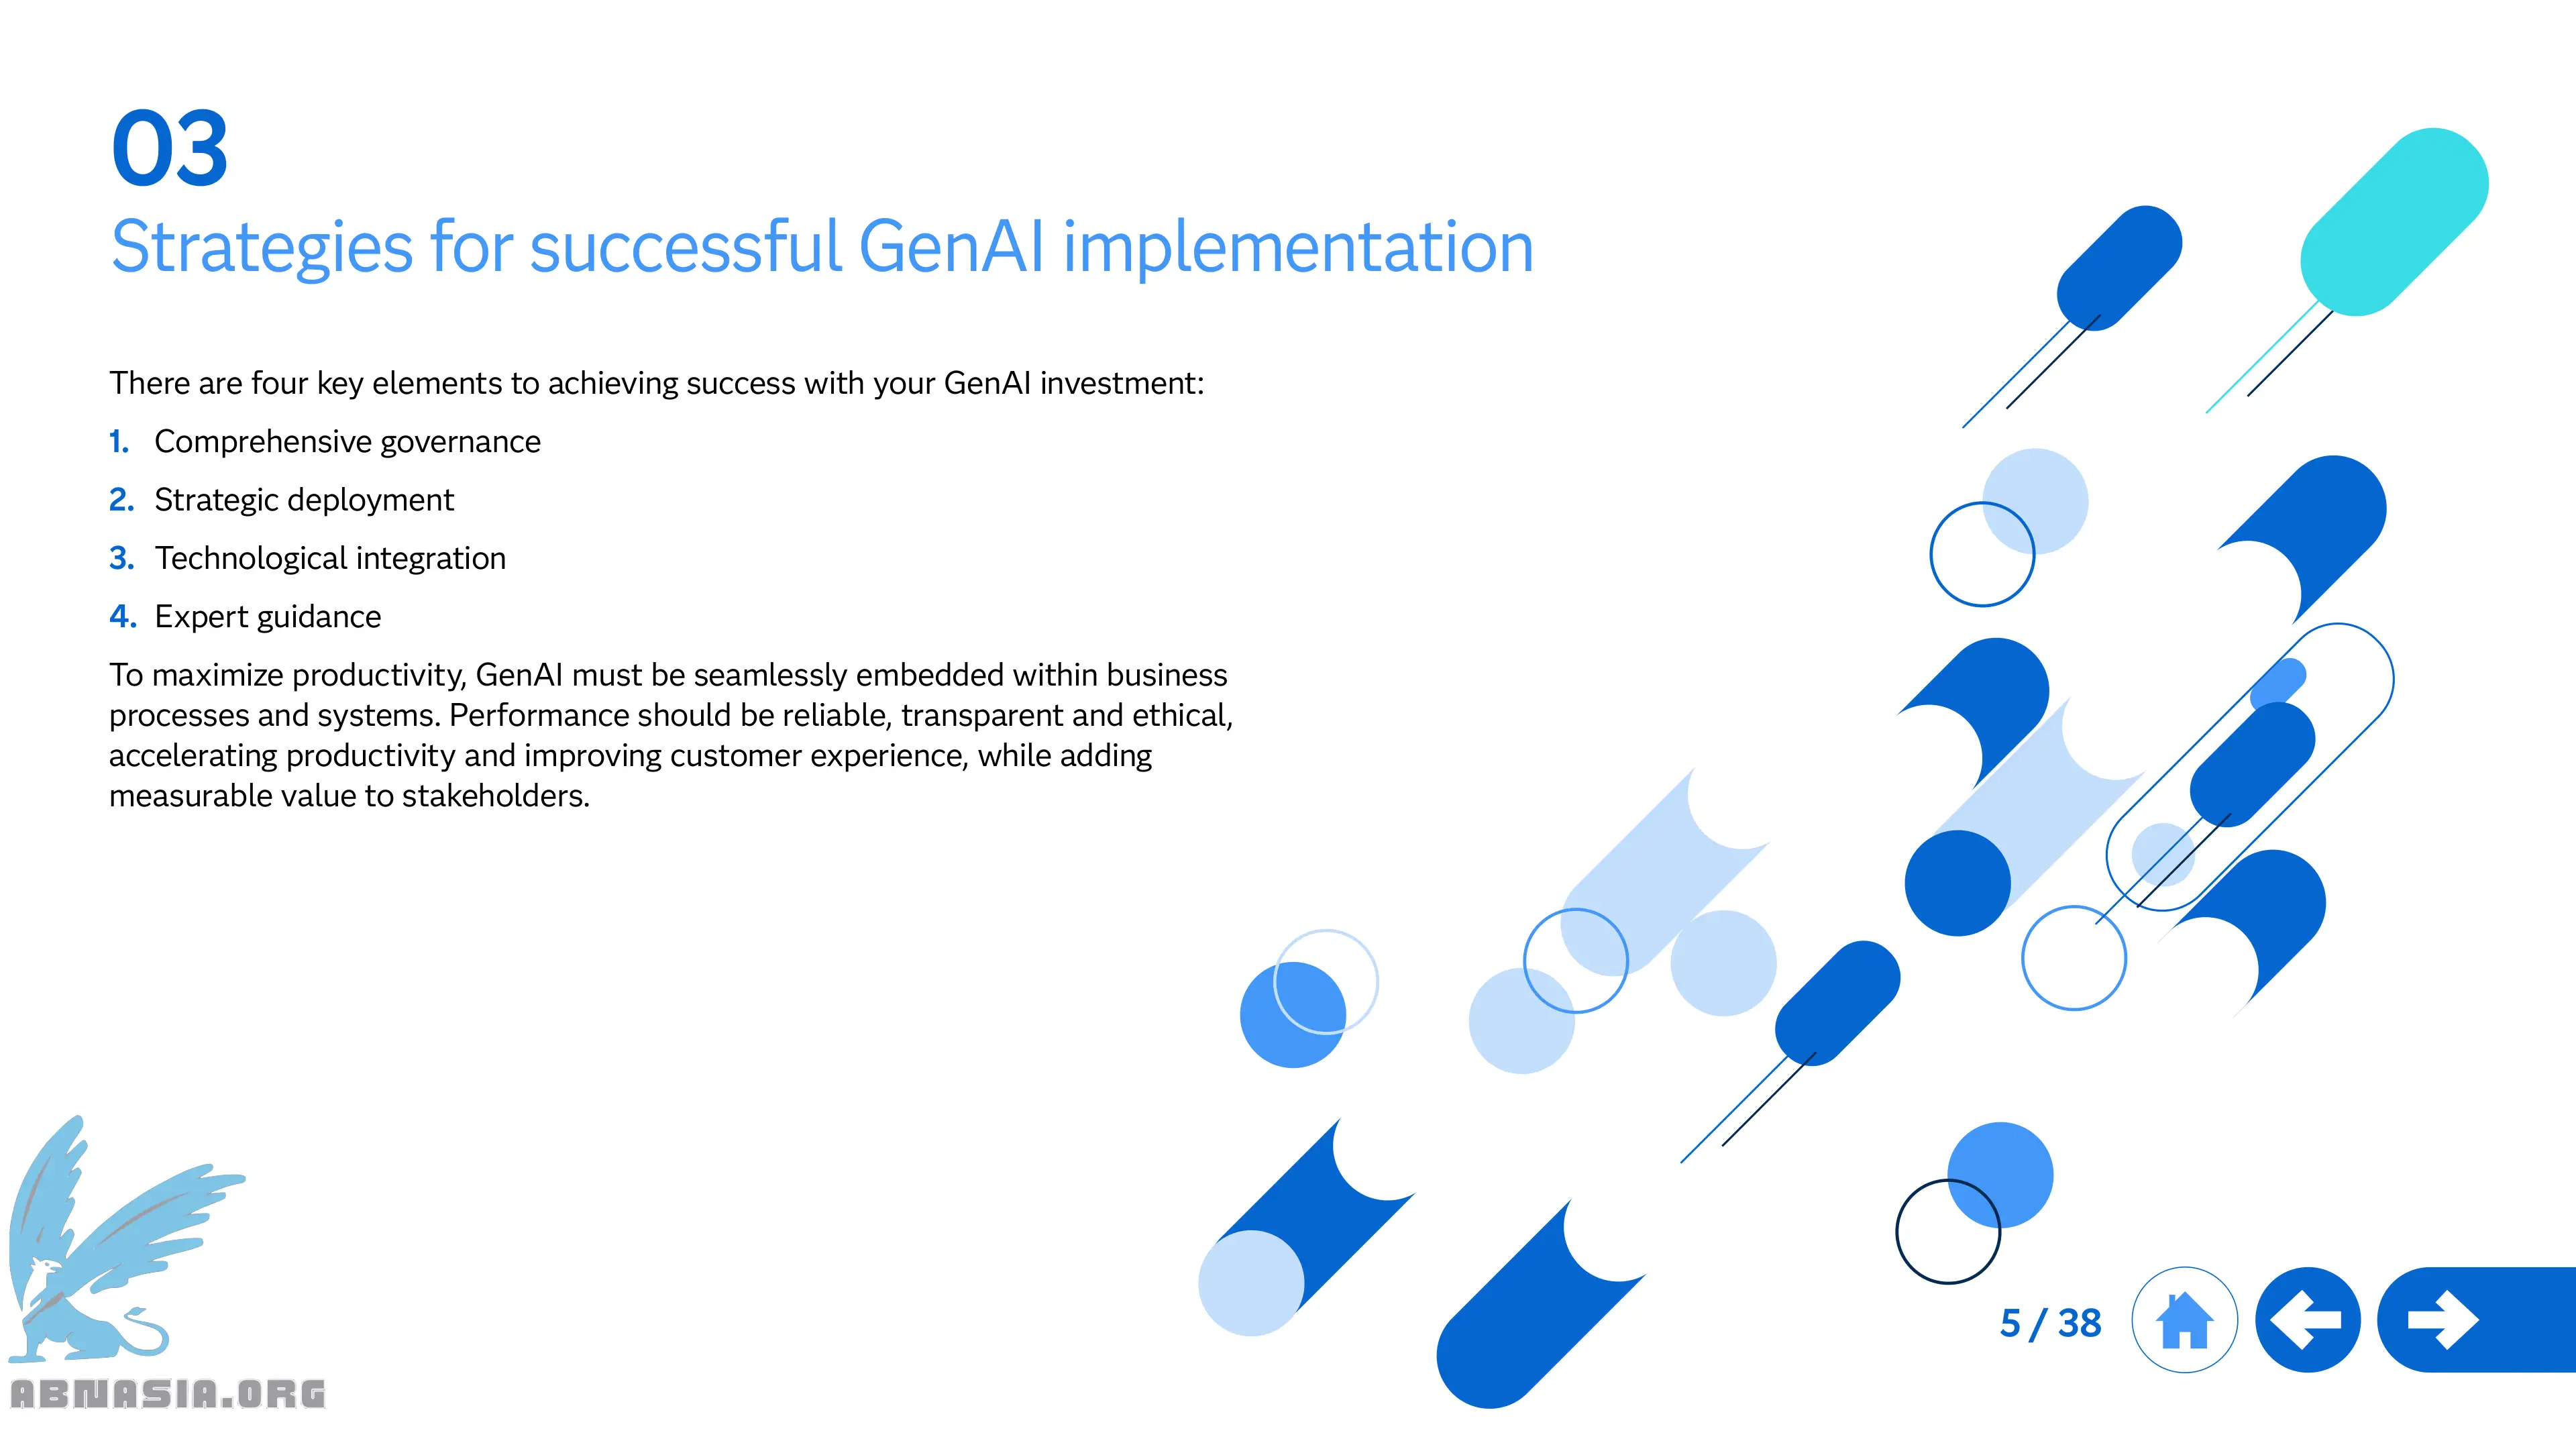 03
Strategies for successful GenAI implementation
There are four key elements to achieving success with your GenAI investment:
1. Comprehensive governance
2. Strategic deployment
3. Technological integration
4. Expert guidance
To maximize productivity, GenAI must be seamlessly embedded within business
processes and systems. Performance should be reliable, transparent and ethical,
accelerating productivity and improving customer experience, while adding
measurable value to stakeholders.
5 / 38
ABNASIA.ORG